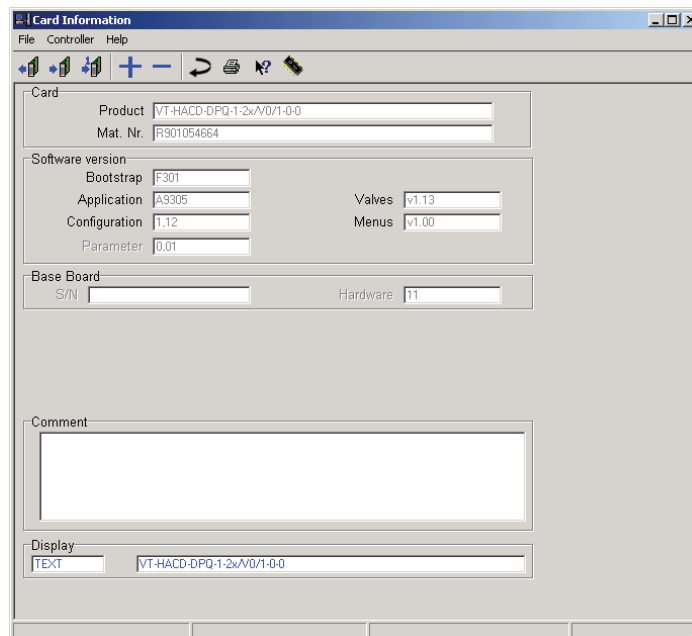 Card Information
File Controller Help
Card
Product VT-HACD-DPQ-1-2x/V0/1-0-0
Mat. Nr. R901054664
Software version
Bootstrap F301
Application A9305 Valves v1.13
Configuration 1,12 Menus v1.00
Parameter 0,01
Base Board
S/N Hardware 11
Comment
Display
TEXT VT-HACD-DPQ-1-2x/V0/1-0-0